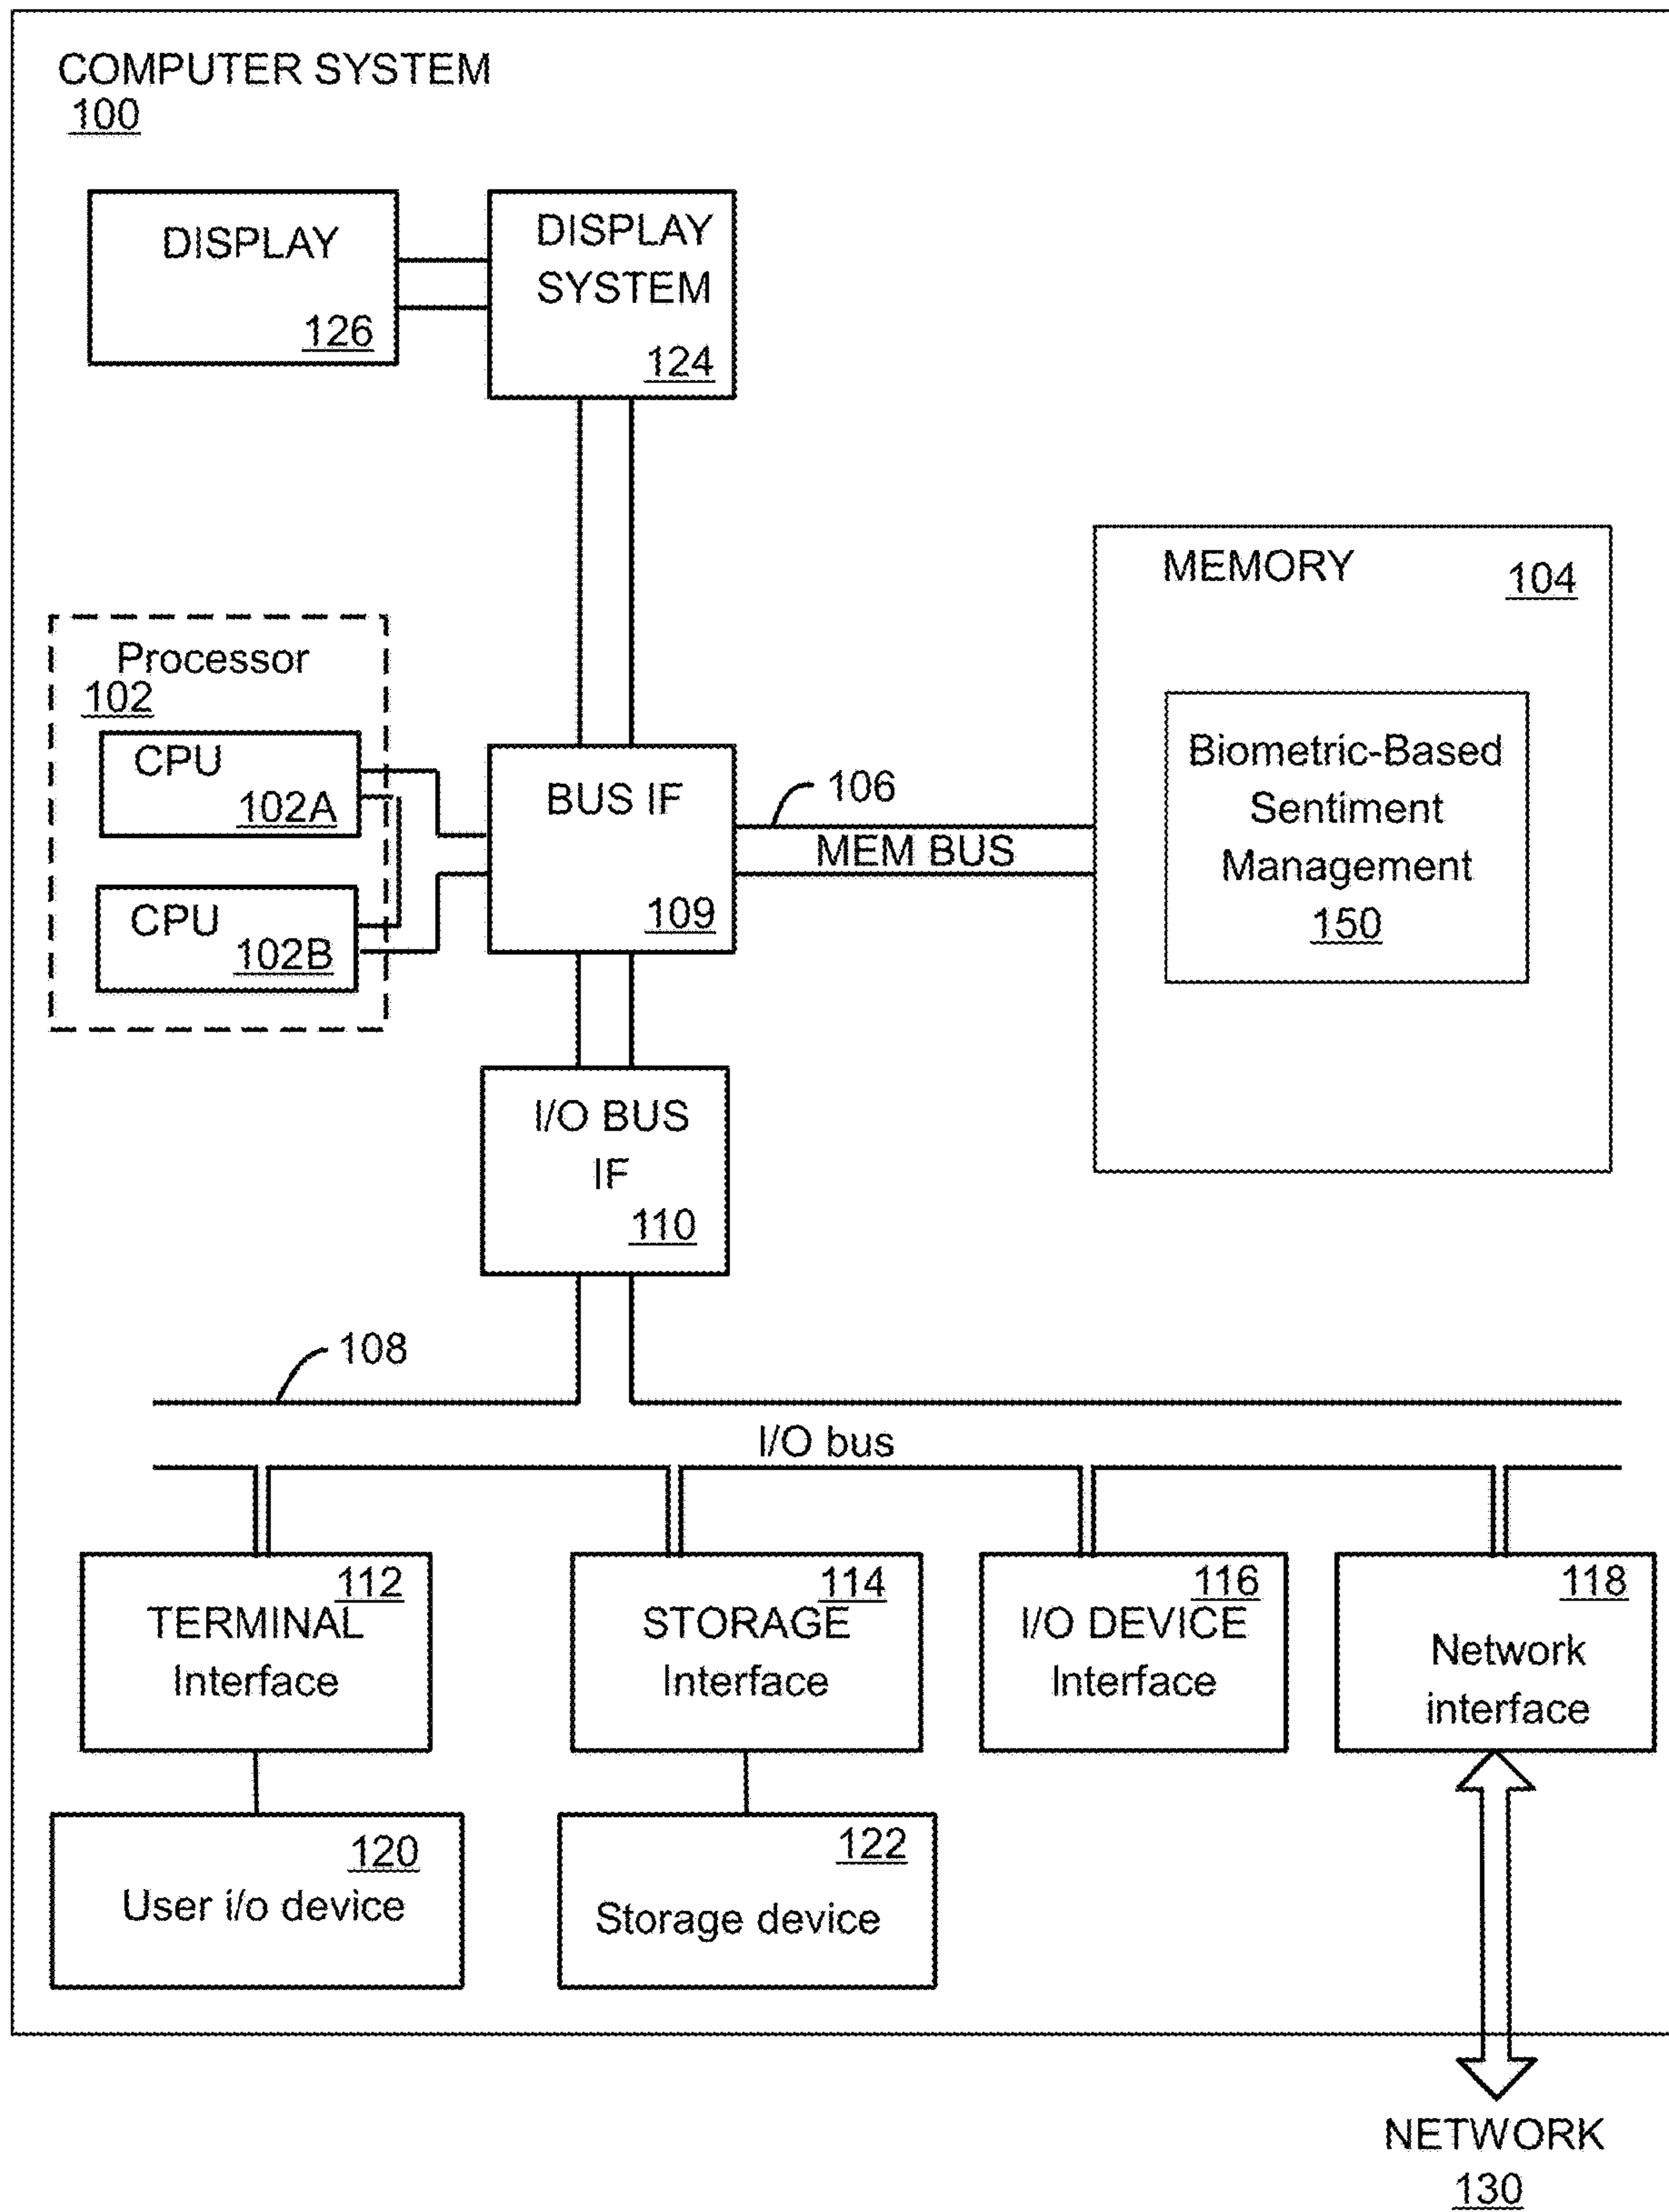 COMPUTER SYSTEM
100
DISPLAY
126
DISPLAY
SYSTEM
124
MEMORY
104
Processor
102
CPU
102A
CPU
102B
BUS IF
109
106
MEM BUS
Biometric-Based
Sentiment
Management
150
I/O BUS
IF
110
108
I/O bus
112
TERMINAL
Interface
114
STORAGE
Interface
116
I/O DEVICE
Interface
118
Network
interface
120
User i/o device
122
Storage device
NETWORK
130